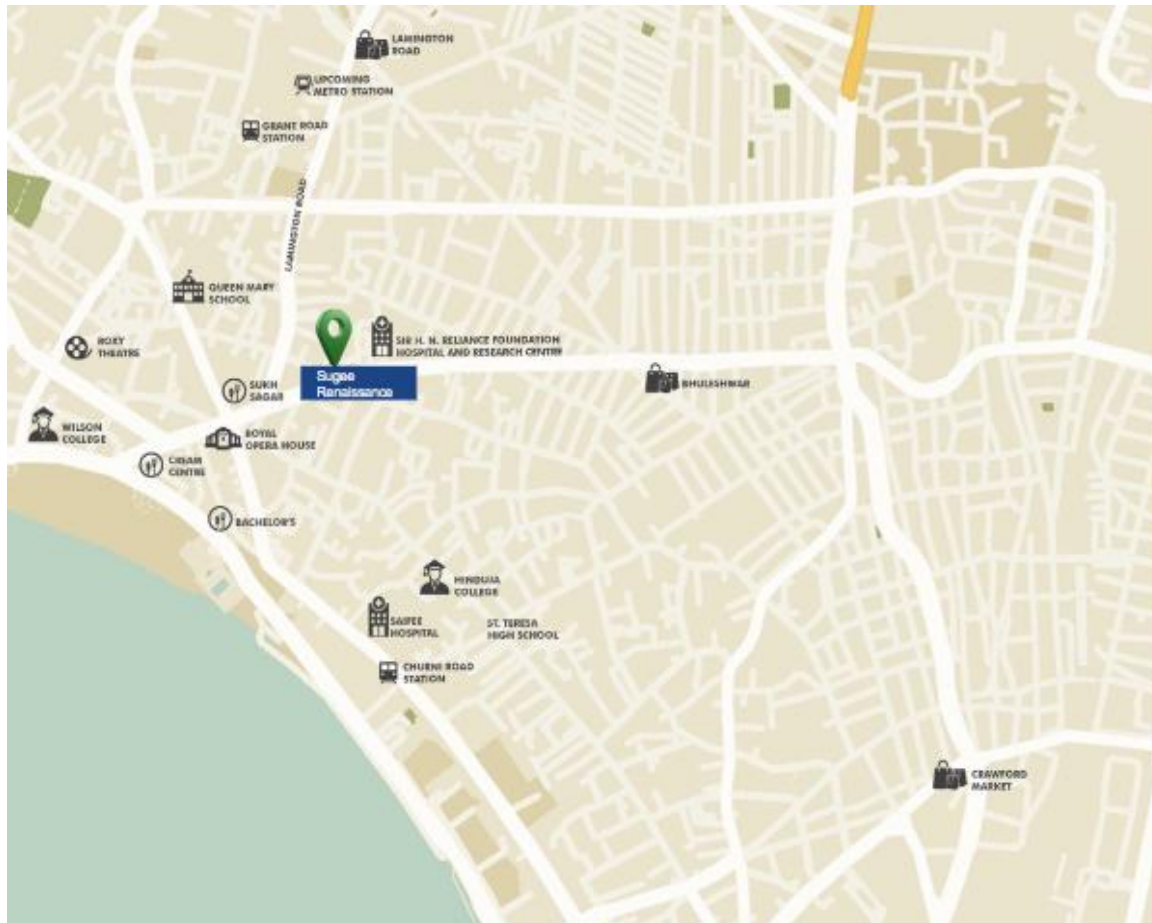 LAMINGTON
ROAD
UPCOMING
METRO STATION
GRANT ROAD
STATION
LAMINGTON ROAD
QUEEN MARY
SCHOOL
ROXY
THEATRE
SIR H. N. RELIANCE FOUNDATION
HOSPITAL AND RESEARCH CENTRE
Sugee
Renaissance
SUKH
SAGAR
BHULESHWAR
WILSON
COLLEGE
ROYAL
OPERA HOUSE
CREAM
CENTRE
BACHELOR'S
HINDUJA
COLLEGE
SAIFEE
HOSPITAL
ST. TERESA
HIGH SCHOOL
CHURNI ROAD
STATION
CRAWFORD
MARKET